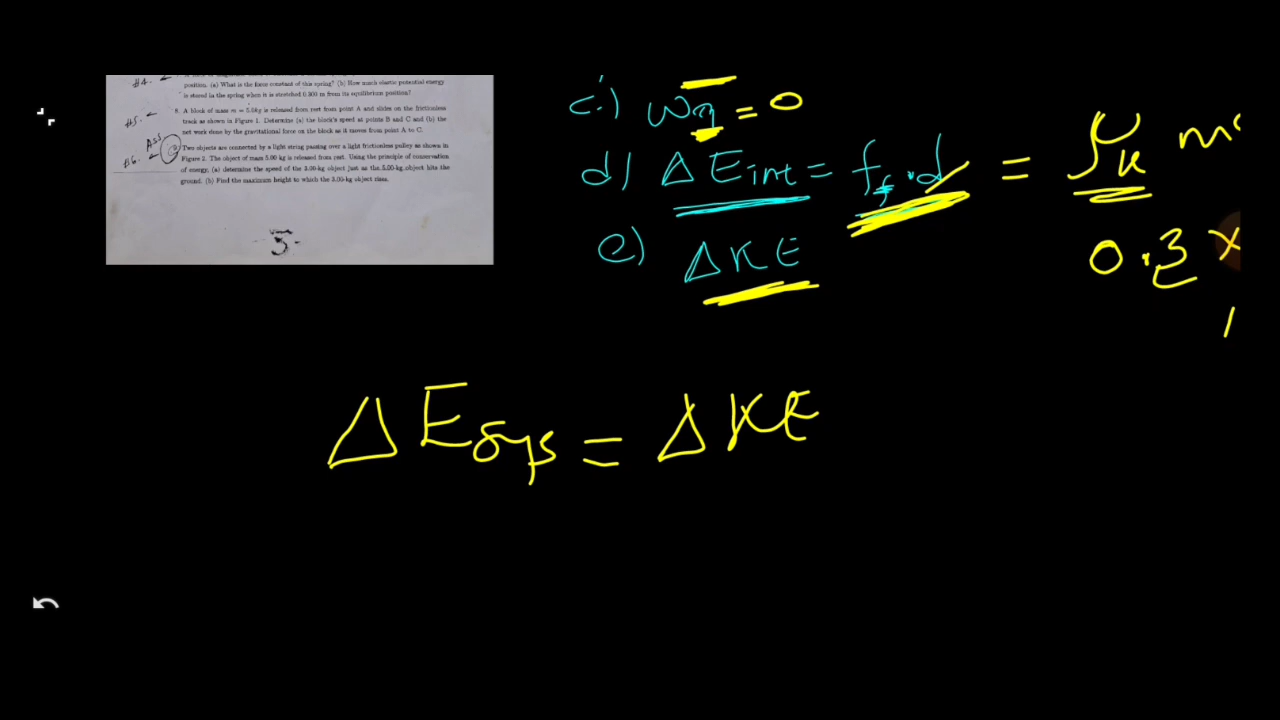 #4.
position. (a) What is the force constant of this spring? (b) How much elastic potential energy
is stored in the spring when it is stretched 0.300 m from its equilibrium position?
#5.
8. A block of mass m = 5.0kg is released from rest from point A and slides on the frictionless
track as shown in Figure 1. Determine (a) the block's speed at points B and C and (b) the
net work done by the gravitational force on the block as it moves from point A to C.
Ass
#6.
Two objects are connected by a light string passing over a light frictionless pulley as shown in
Figure 2. The object of mass 5.00 kg is released from rest. Using the principle of conservation
of energy, (a) determine the speed of the 3.00-kg object just as the 5.00-kg object hits the
ground. (b) Find the maximum height to which the 3.00-kg object rises.
c.) = 0
d) ΔEint = f · d = μk m
e) ΔKE
0.3 x
ΔEsys = ΔKE